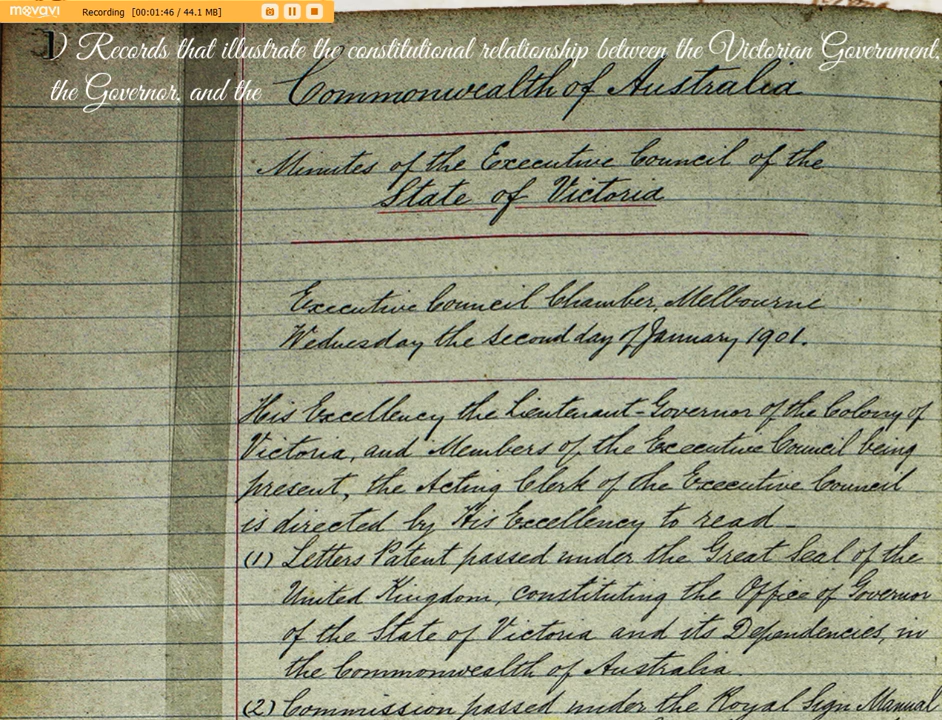 movavi Recording [00:01:46 / 44.1 MB]
1) Records that illustrate the constitutional relationship between the Victorian Government,
the Governor, and the
Commonwealth of Australia
Minutes of the Executive Council of the
State of Victoria
Executive Council Chamber, Melbourne
Wednesday the second day of January 1901.
His Excellency the Lieutenant-Governor of the Colony of
Victoria, and Members of the Executive Council being
present, the Acting Clerk of the Executive Council
is directed by His Excellency to read -
(1) Letters Patent passed under the Great Seal of the
United Kingdom, constituting the Office of Governor
of the State of Victoria and its Dependencies, in
the Commonwealth of Australia.
(2) Commission passed under the Royal Sign Manual